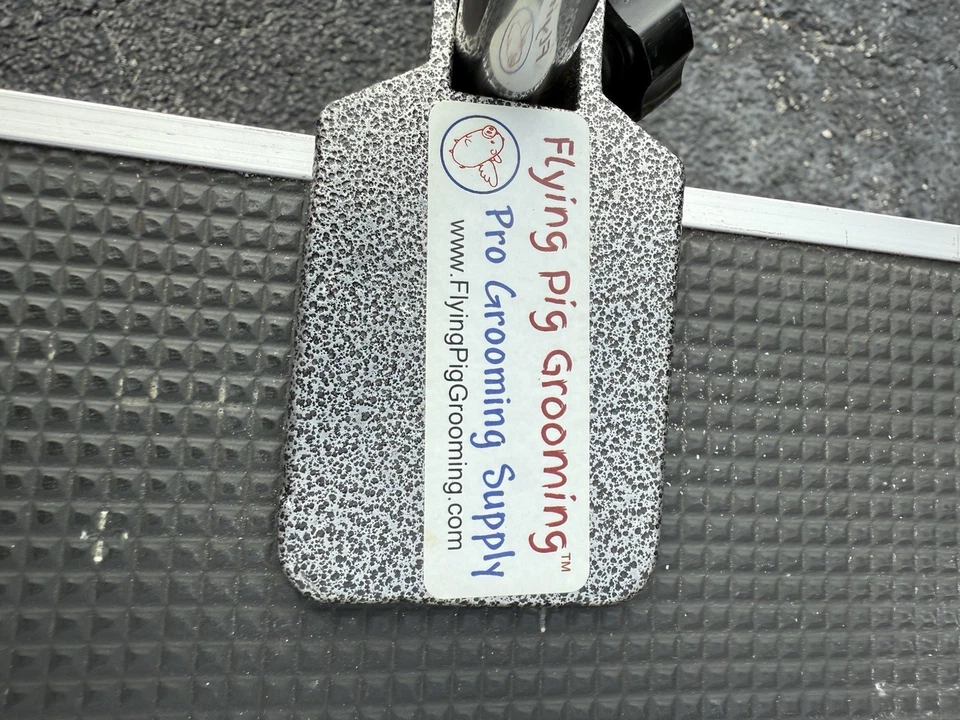 Flying Pig Grooming™
Pro Grooming Supply
www.FlyingPigGrooming.com